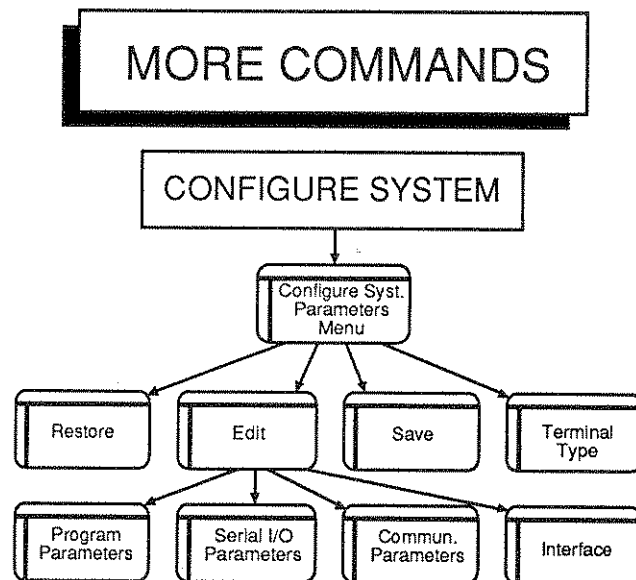 MORE COMMANDS
CONFIGURE SYSTEM
Configure Syst.
Parameters
Menu
Restore
Edit
Save
Terminal
Type
Program
Parameters
Serial I/O
Parameters
Commun.
Parameters
Interface